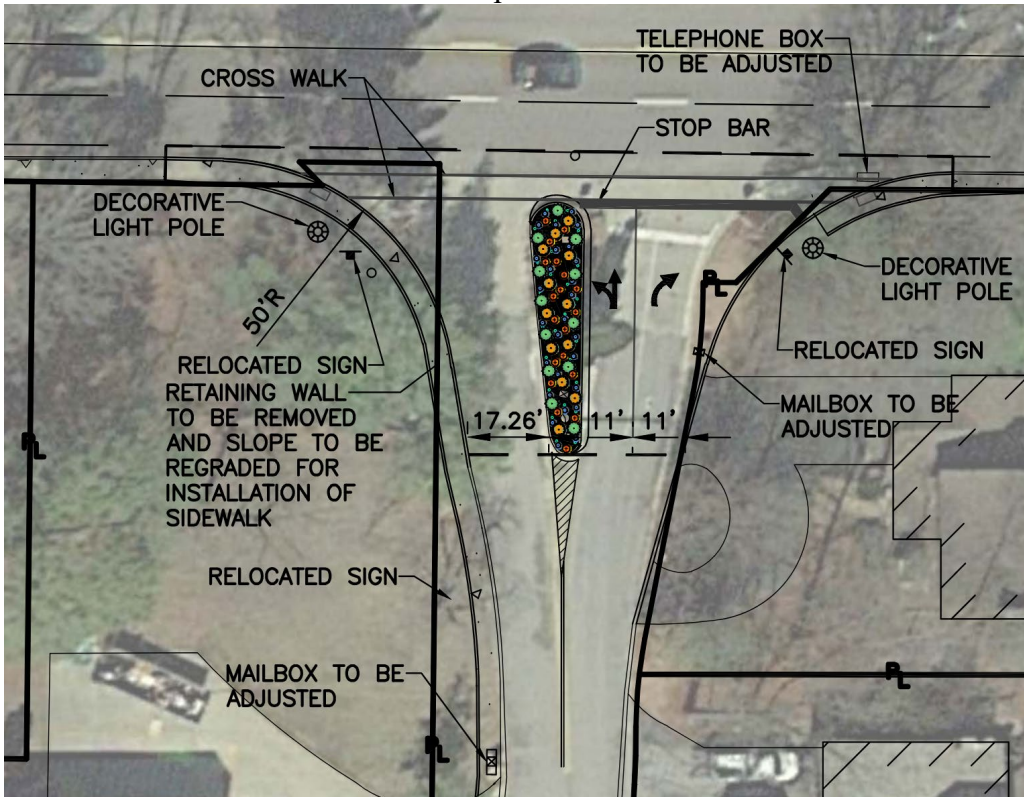 TELEPHONE BOX
TO BE ADJUSTED
CROSS WALK
STOP BAR
DECORATIVE
LIGHT POLE
50'R
PL
DECORATIVE
LIGHT POLE
RELOCATED SIGN
RELOCATED SIGN
RETAINING WALL
TO BE REMOVED
AND SLOPE TO BE
REGRADED FOR
INSTALLATION OF
SIDEWALK
MAILBOX TO BE
ADJUSTED
17.26' 11' 11'
PL
RELOCATED SIGN
MAILBOX TO BE
ADJUSTED
PL
PL